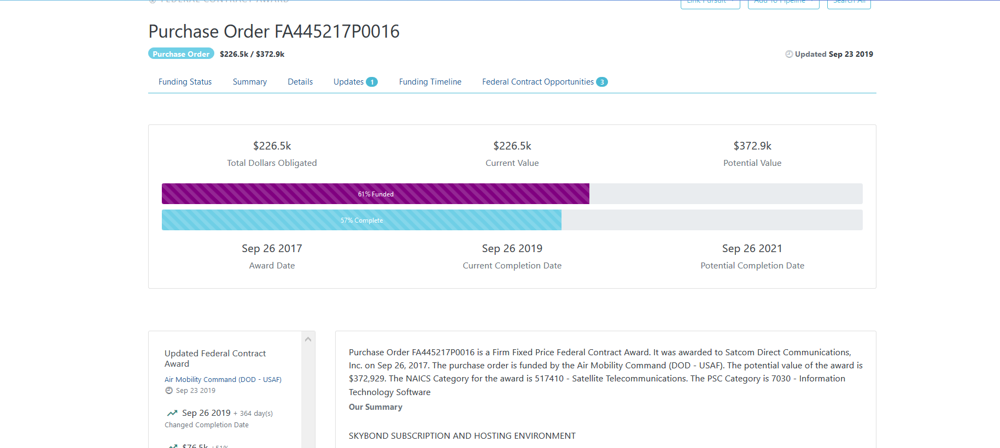 FEDERAL CONTRACT AWARD
Link Pursuit
Add To Pipeline
Search All
Purchase Order FA445217P0016
Purchase Order $226.5k / $372.9k
Updated Sep 23 2019
Funding Status Summary Details Updates 1 Funding Timeline Federal Contract Opportunities 3
$226.5k
Total Dollars Obligated
$226.5k
Current Value
$372.9k
Potential Value
61% Funded
57% Complete
Sep 26 2017
Award Date
Sep 26 2019
Current Completion Date
Sep 26 2021
Potential Completion Date
Updated Federal Contract
Award
Air Mobility Command (DOD - USAF)
Sep 23 2019
Sep 26 2019 + 364 day(s)
Changed Completion Date
$76.5k +51%
Purchase Order FA445217P0016 is a Firm Fixed Price Federal Contract Award. It was awarded to Satcom Direct Communications,
Inc. on Sep 26, 2017. The purchase order is funded by the Air Mobility Command (DOD - USAF). The potential value of the award is
$372,929. The NAICS Category for the award is 517410 - Satellite Telecommunications. The PSC Category is 7030 - Information
Technology Software
Our Summary
SKYBOND SUBSCRIPTION AND HOSTING ENVIRONMENT